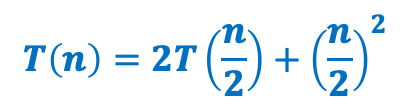 T(n) = 2T(n/2) + (n/2)²